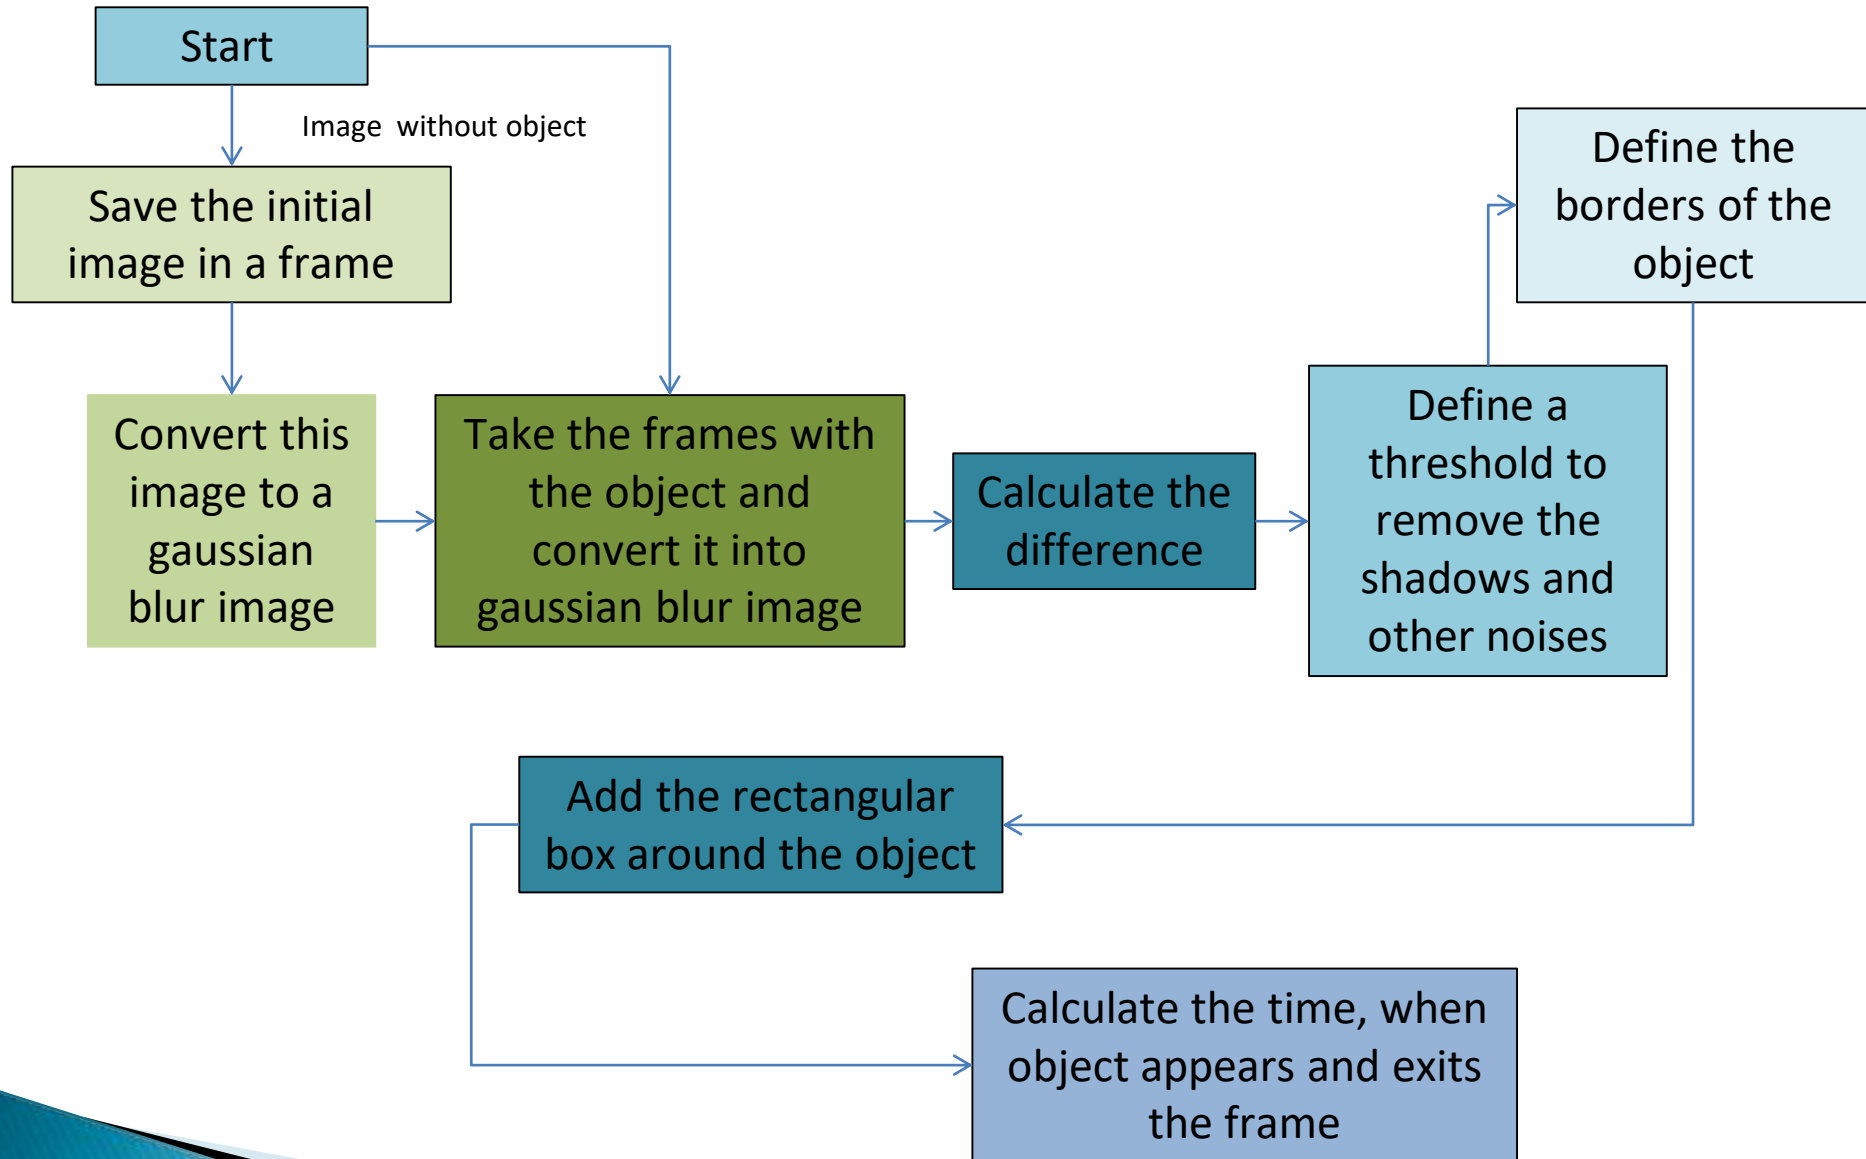 Start
Image  without object
Save the initial
image in a frame
Convert this
image to a
gaussian
blur image
Take the frames with
the object and
convert it into
gaussian blur image
Calculate the
difference
Define a
threshold to
remove the
shadows and
other noises
Define the
borders of the
object
Add the rectangular
box around the object
Calculate the time, when
object appears and exits
the frame